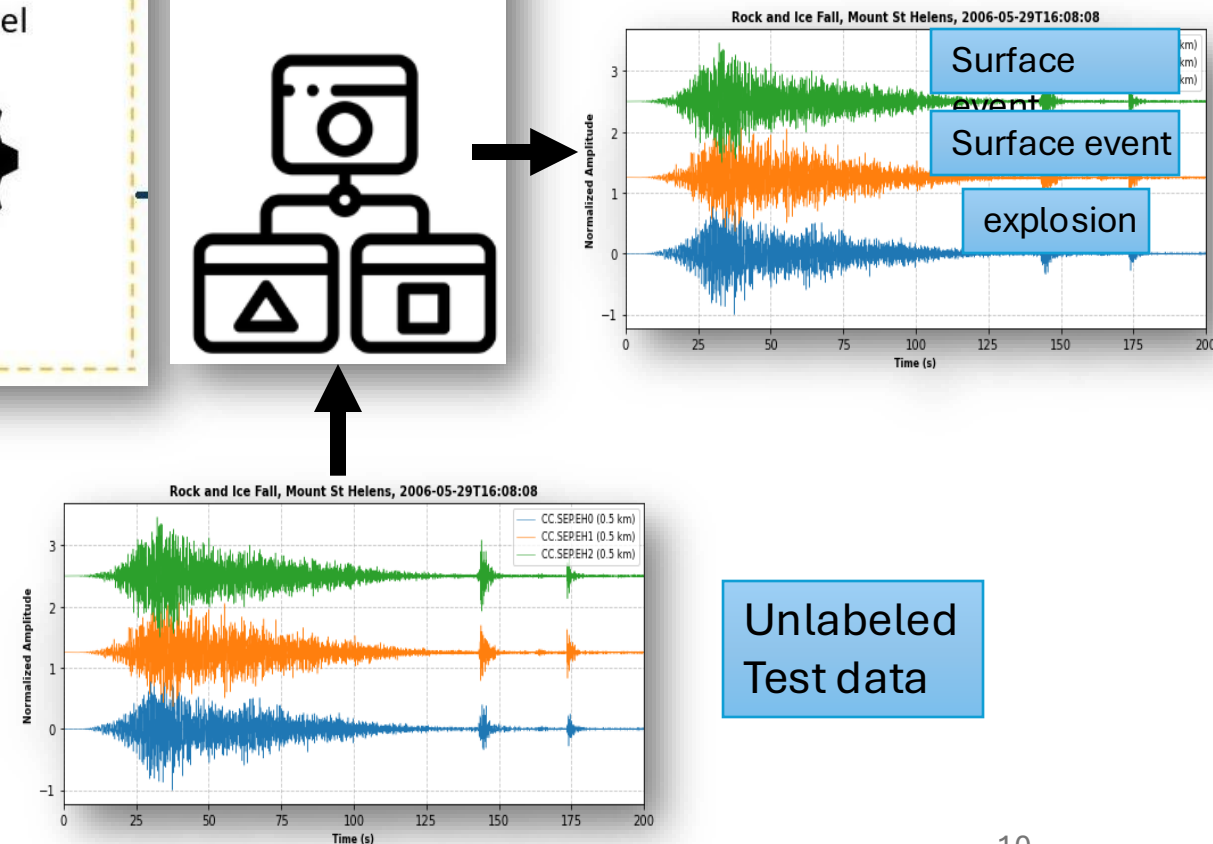 el
Rock and Ice Fall, Mount St Helens, 2006-05-29T16:08:08
Normalized Amplitude
3
2
1
0
−1
km)
km)
km)
Surface
event
Surface event
explosion
0
25
50
75
100
125
150
175
200
Time (s)
Rock and Ice Fall, Mount St Helens, 2006-05-29T16:08:08
Normalized Amplitude
3
2
1
0
−1
CC.SEP.EH0 (0.5 km)
CC.SEP.EH1 (0.5 km)
CC.SEP.EH2 (0.5 km)
0
25
50
75
100
125
150
175
200
Time (s)
Unlabeled
Test data